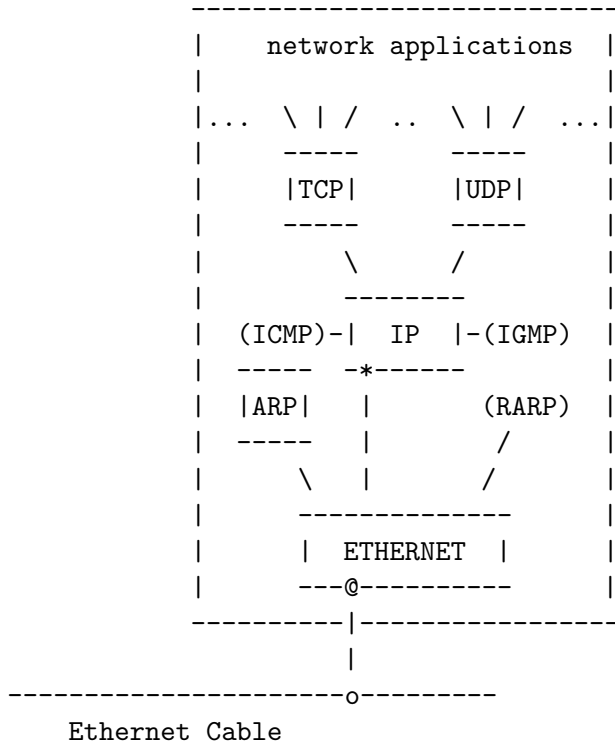 network applications
... \ | / .. \ | / ...
|TCP| |UDP|
\ /
(ICMP)-| IP |-(IGMP)
-*------
|ARP| | (RARP)
| /
\ | /
| ETHERNET |
---@----------
|
o
Ethernet Cable